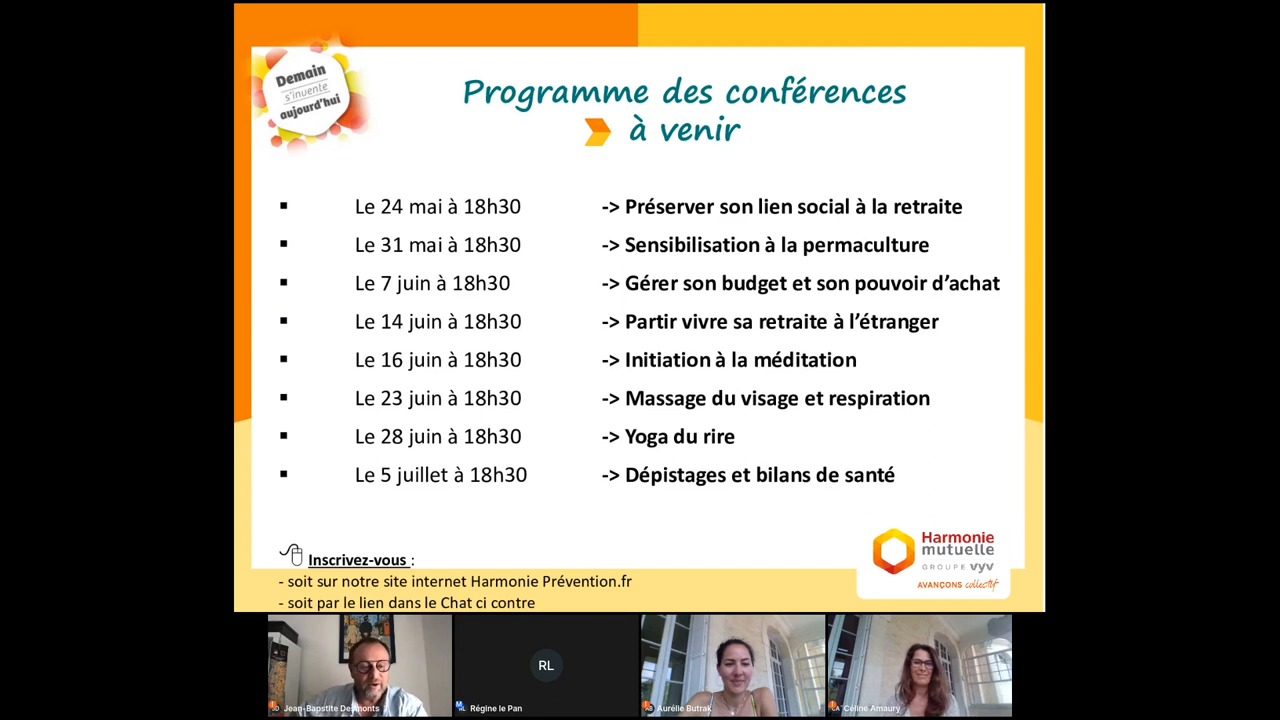 Demain
s'invente
aujourd'hui
Programme des conférences
à venir
▪ Le 24 mai à 18h30 -> Préserver son lien social à la retraite
▪ Le 31 mai à 18h30 -> Sensibilisation à la permaculture
▪ Le 7 juin à 18h30 -> Gérer son budget et son pouvoir d’achat
▪ Le 14 juin à 18h30 -> Partir vivre sa retraite à l’étranger
▪ Le 16 juin à 18h30 -> Initiation à la méditation
▪ Le 23 juin à 18h30 -> Massage du visage et respiration
▪ Le 28 juin à 18h30 -> Yoga du rire
▪ Le 5 juillet à 18h30 -> Dépistages et bilans de santé
Inscrivez-vous :
- soit sur notre site internet Harmonie Prévention.fr
- soit par le lien dans le Chat ci contre
Harmonie
mutuelle
GROUPE vyv
AVANÇONS collectif
RL
Jean-Bapstite Desmonts
Régine le Pan
Aurélie Butrak
Céline Amaury